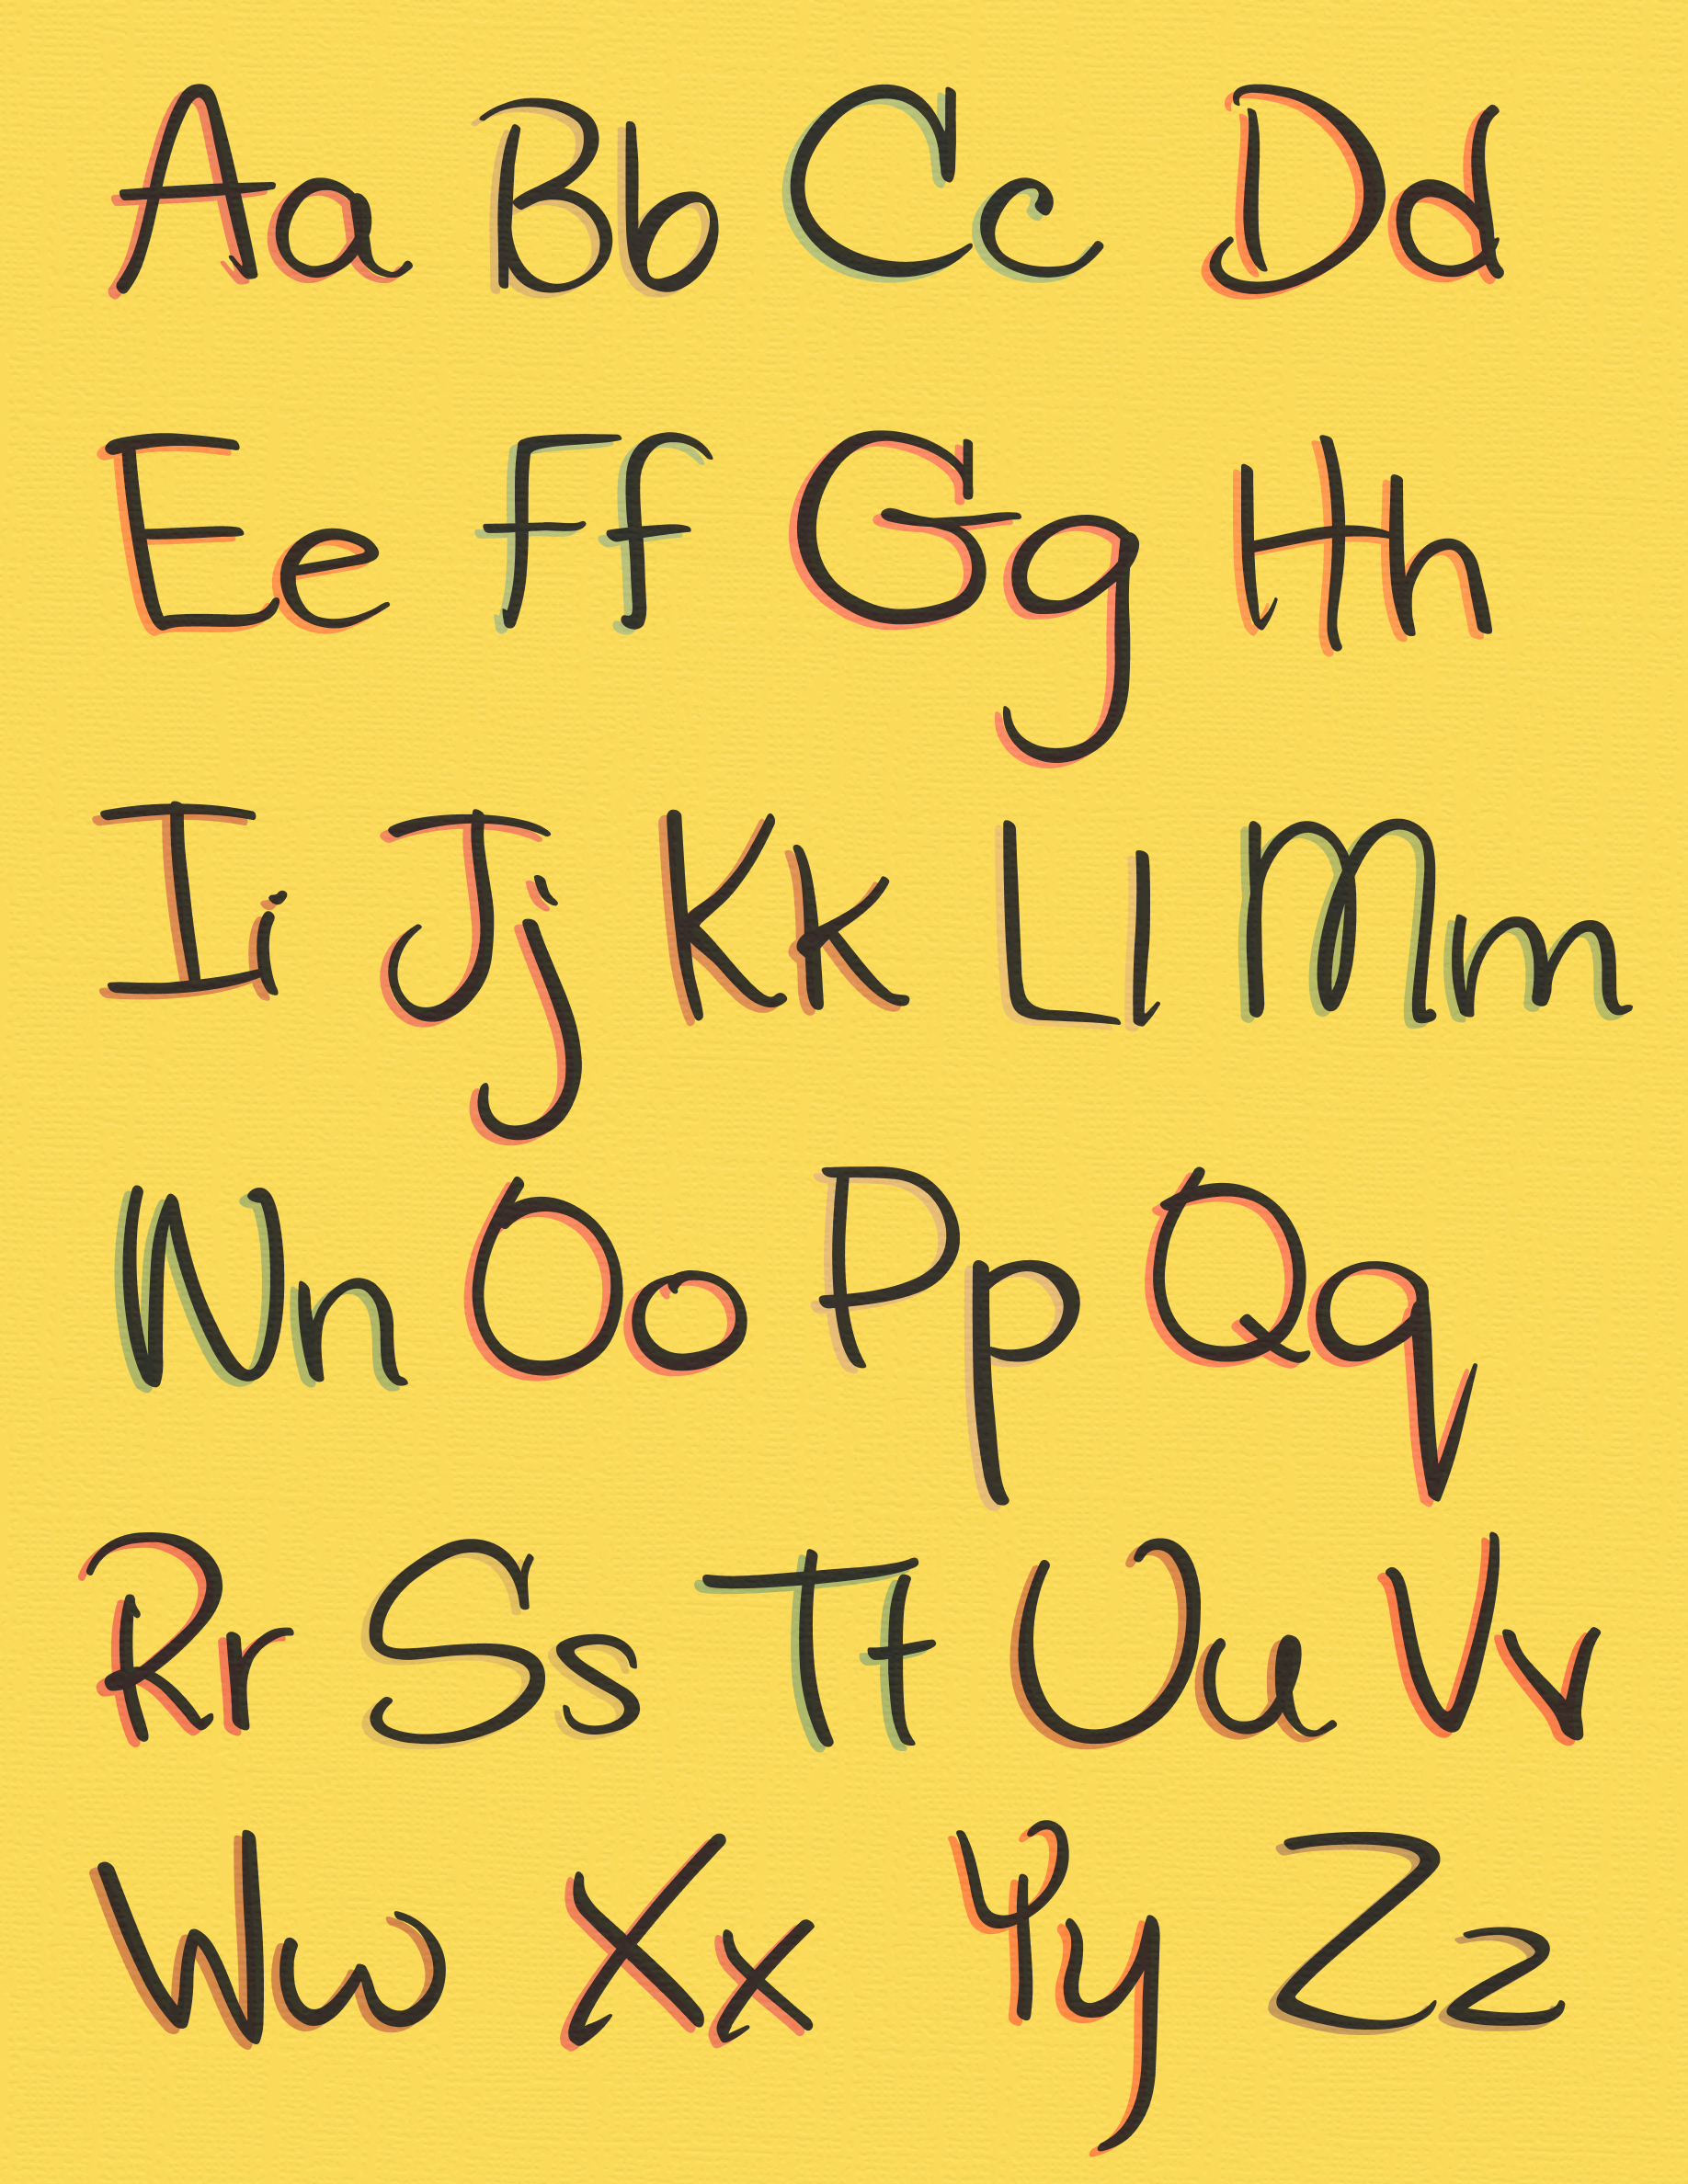 Aa Bb Cc Dd
Ee Ff Gg Hh
Ii Jj Kk Ll Mm
Nn Oo Pp Qq
Rr Ss Tt Uu Vv
Ww Xx Yy Zz